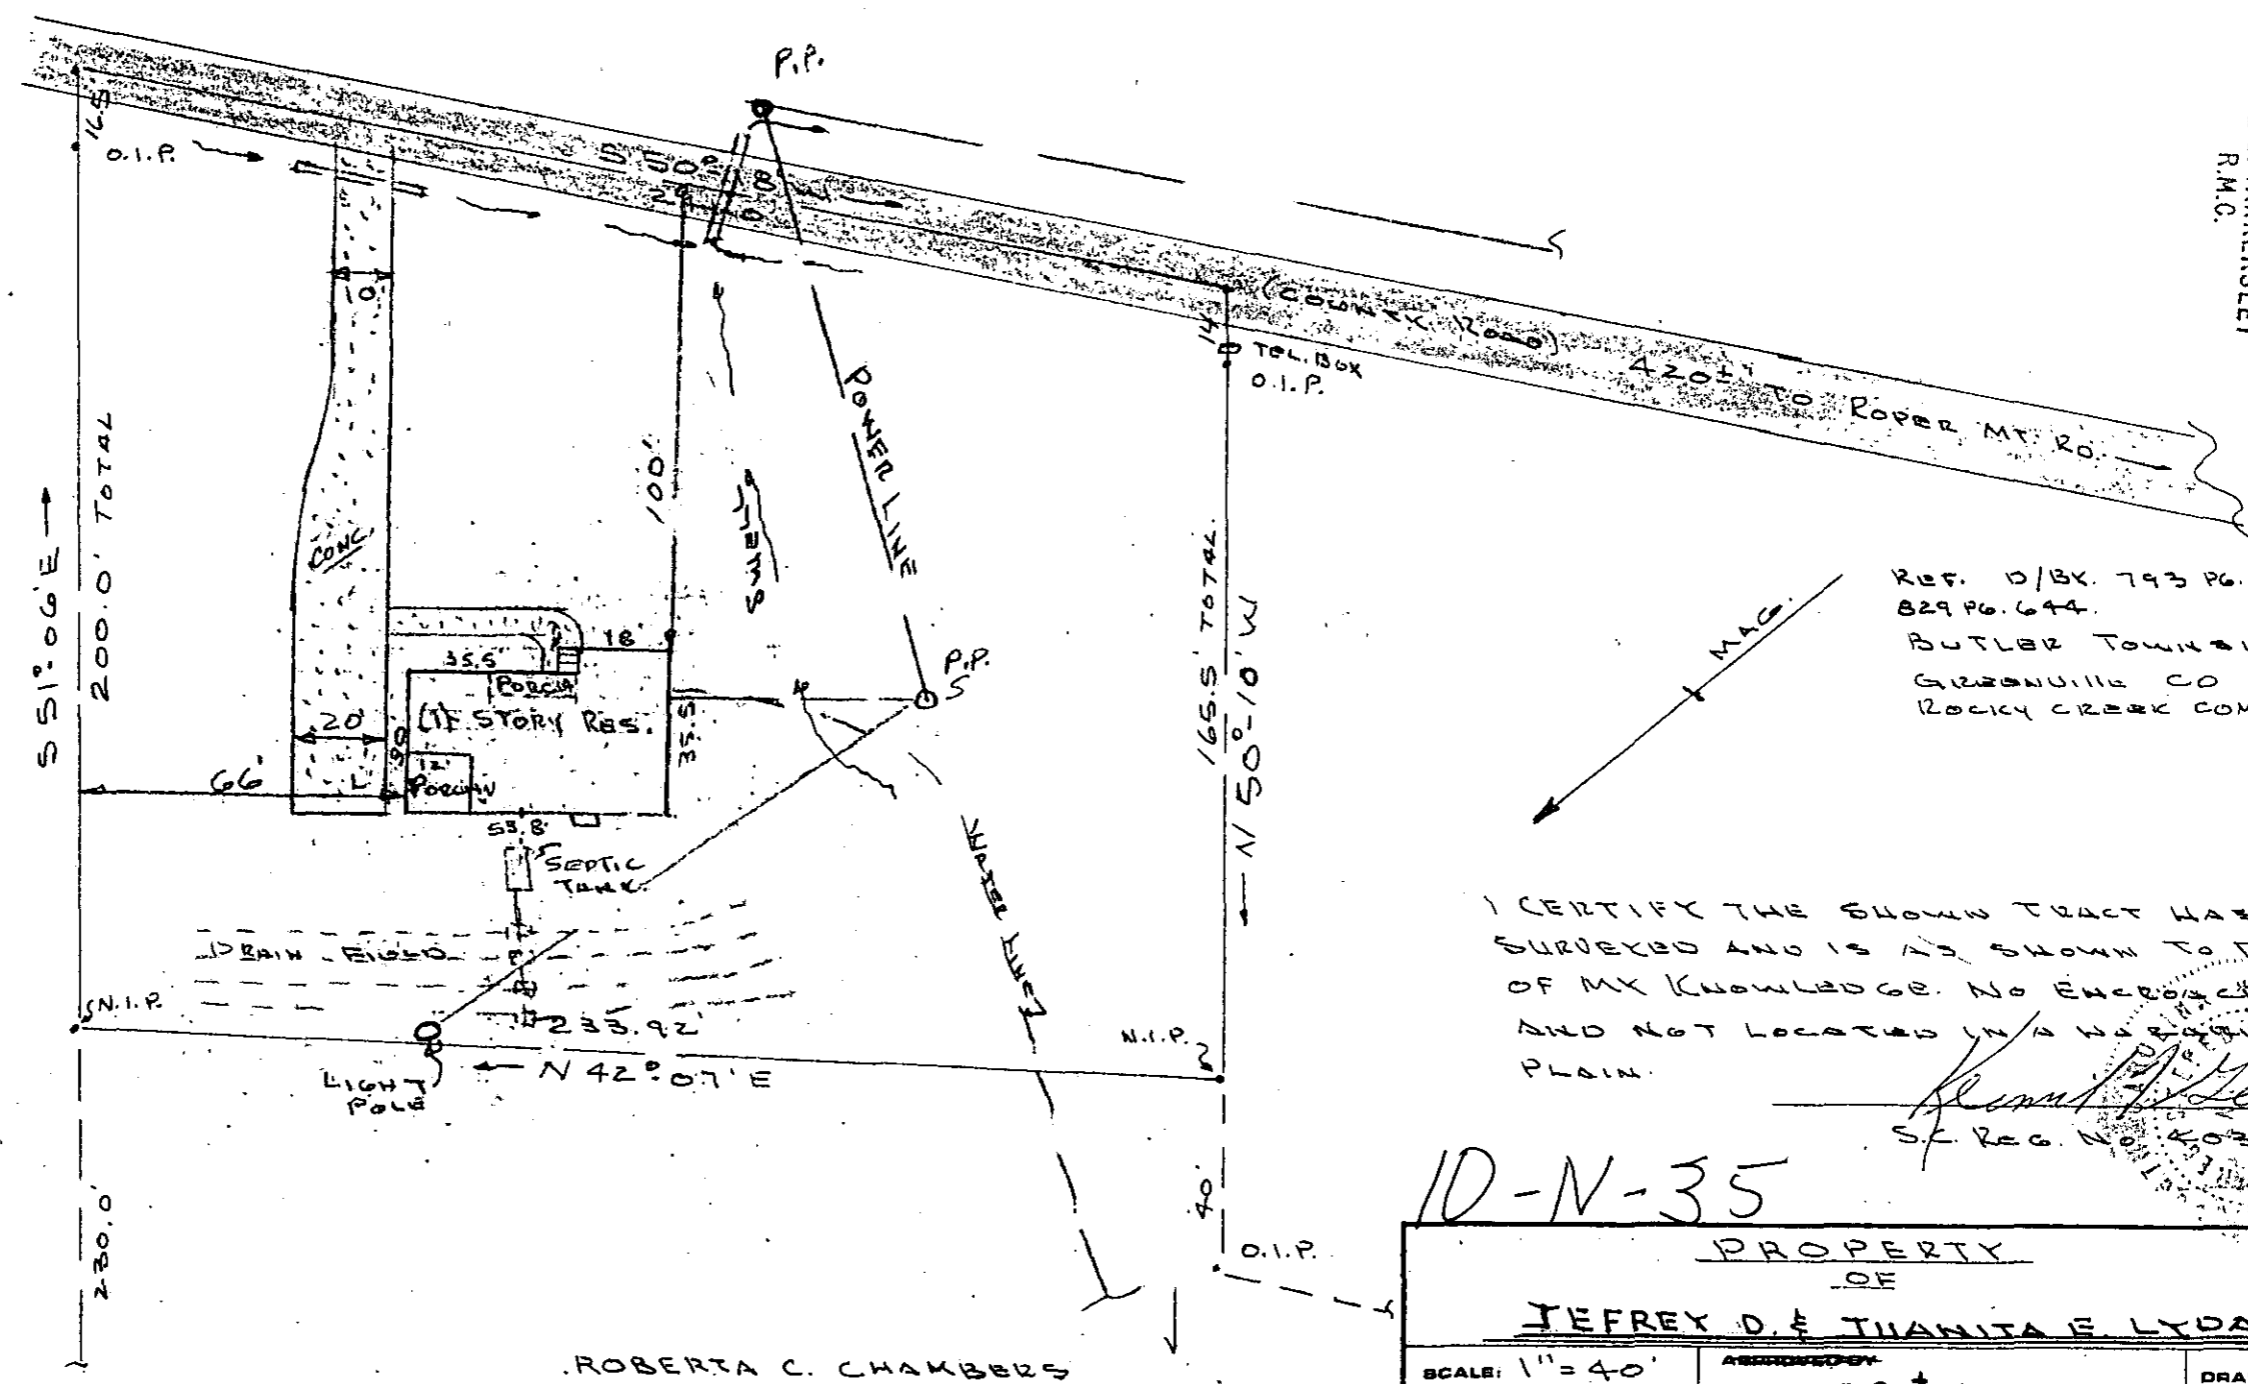 R.M.C.
P.P.
16.5
O.I.P.
S 50°
(COUNTY ROAD)
14'
TEL. BOX
O.I.P.
420±' TO ROPER MT. RD.
S 51°-06' E
200.0' TOTAL
CONC.
100'
SWELL
POWER LINE
165.5' TOTAL
N 50°-10' W
MAG.
REF. D/BK. 793 PG.
829 PG. 644.
BUTLER TOWNSHI
GREENVILLE CO
ROCKY CREEK COM
18'
35.5
PORCH
(1) STORY RES.
35.5
P.P.
20'
30
12'
PORCH
66'
53.8'
SEPTIC
TANK
DRAIN FIELD
WATER LINE
N.I.P.
233.92'
N 42°-07' E
N.I.P.
LIGHT
POLE
I CERTIFY THE SHOWN TRACT HAS
SURVEYED AND IS AS SHOWN TO
OF MY KNOWLEDGE. NO ENCROAC
AND NOT LOCATED IN A
PLAIN.
S.C. REG. No
230.0'
40'
O.I.P.
10-N-35
PROPERTY
OF
JEFREY D. & JUANITA E. LYDA
ROBERTA C. CHAMBERS
SCALE: 1" = 40'
APPROVED BY
DRA